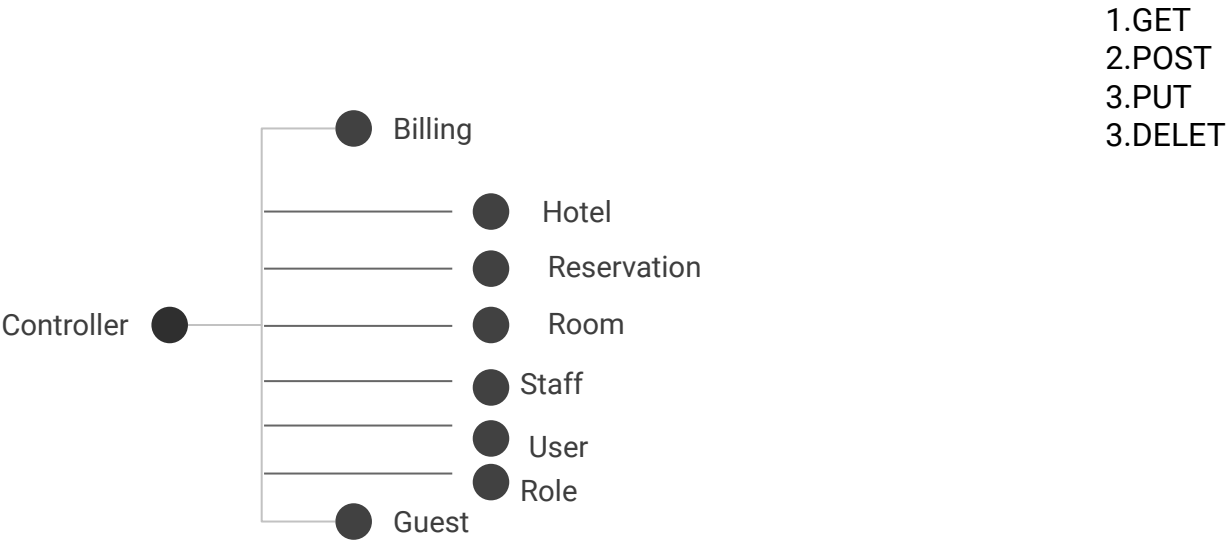 1.GET
2.POST
3.PUT
3.DELET
Billing
Hotel
Reservation
Controller
Room
Staff
User
Role
Guest